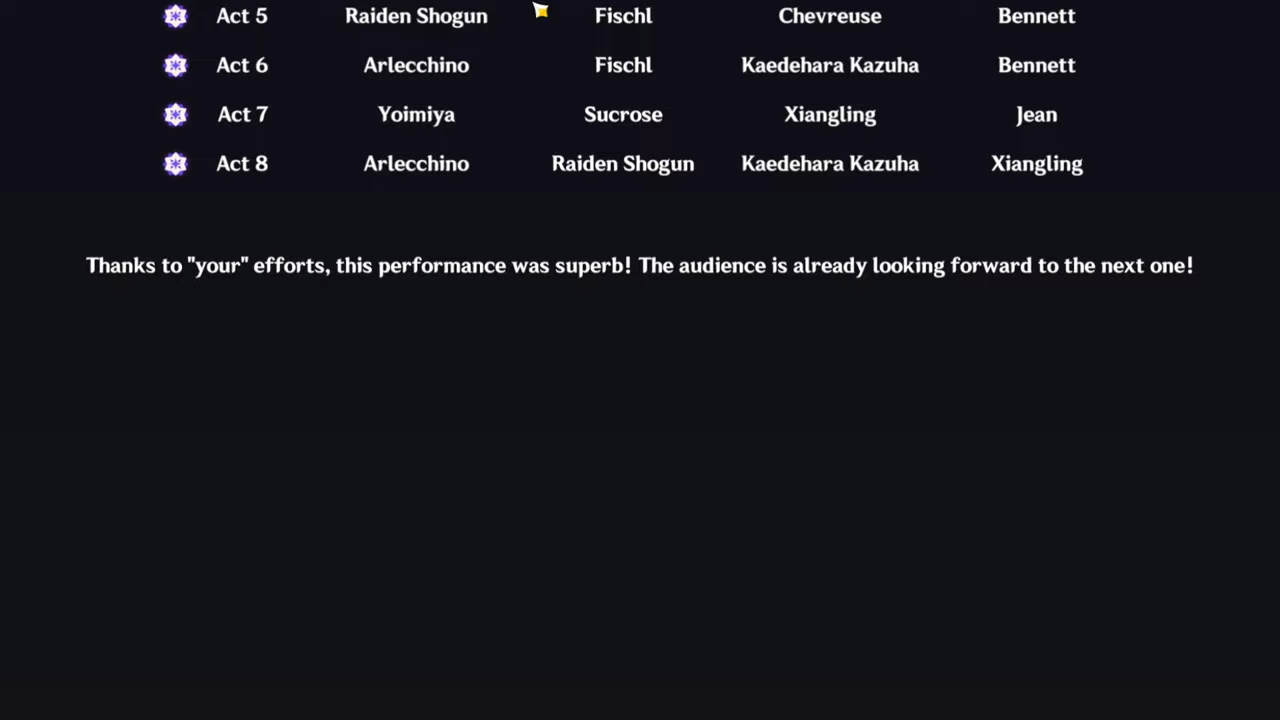 Act 5 Raiden Shogun Fischl Chevreuse Bennett
Act 6 Arlecchino Fischl Kaedehara Kazuha Bennett
Act 7 Yoimiya Sucrose Xiangling Jean
Act 8 Arlecchino Raiden Shogun Kaedehara Kazuha Xiangling
Thanks to "your" efforts, this performance was superb! The audience is already looking forward to the next one!